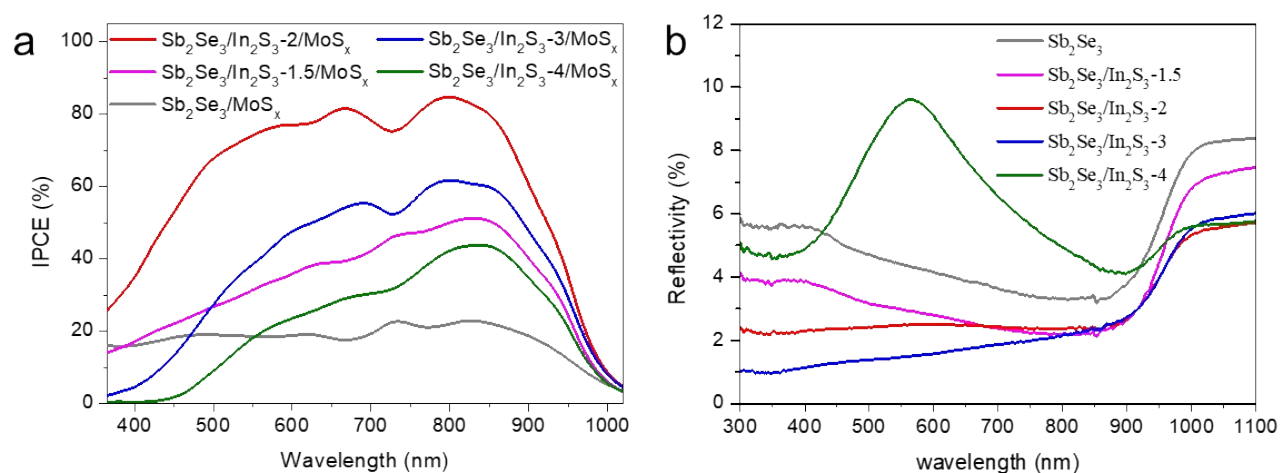 a
100
80
60
40
20
0
IPCE (%)
Sb₂Se₃/In₂S₃-2/MoSₓ
Sb₂Se₃/In₂S₃-3/MoSₓ
Sb₂Se₃/In₂S₃-1.5/MoSₓ
Sb₂Se₃/In₂S₃-4/MoSₓ
Sb₂Se₃/MoSₓ
400 500 600 700 800 900 1000
Wavelength (nm)
b
12
10
8
6
4
2
0
Reflectivity (%)
Sb₂Se₃
Sb₂Se₃/In₂S₃-1.5
Sb₂Se₃/In₂S₃-2
Sb₂Se₃/In₂S₃-3
Sb₂Se₃/In₂S₃-4
300 400 500 600 700 800 900 1000 1100
wavelength (nm)